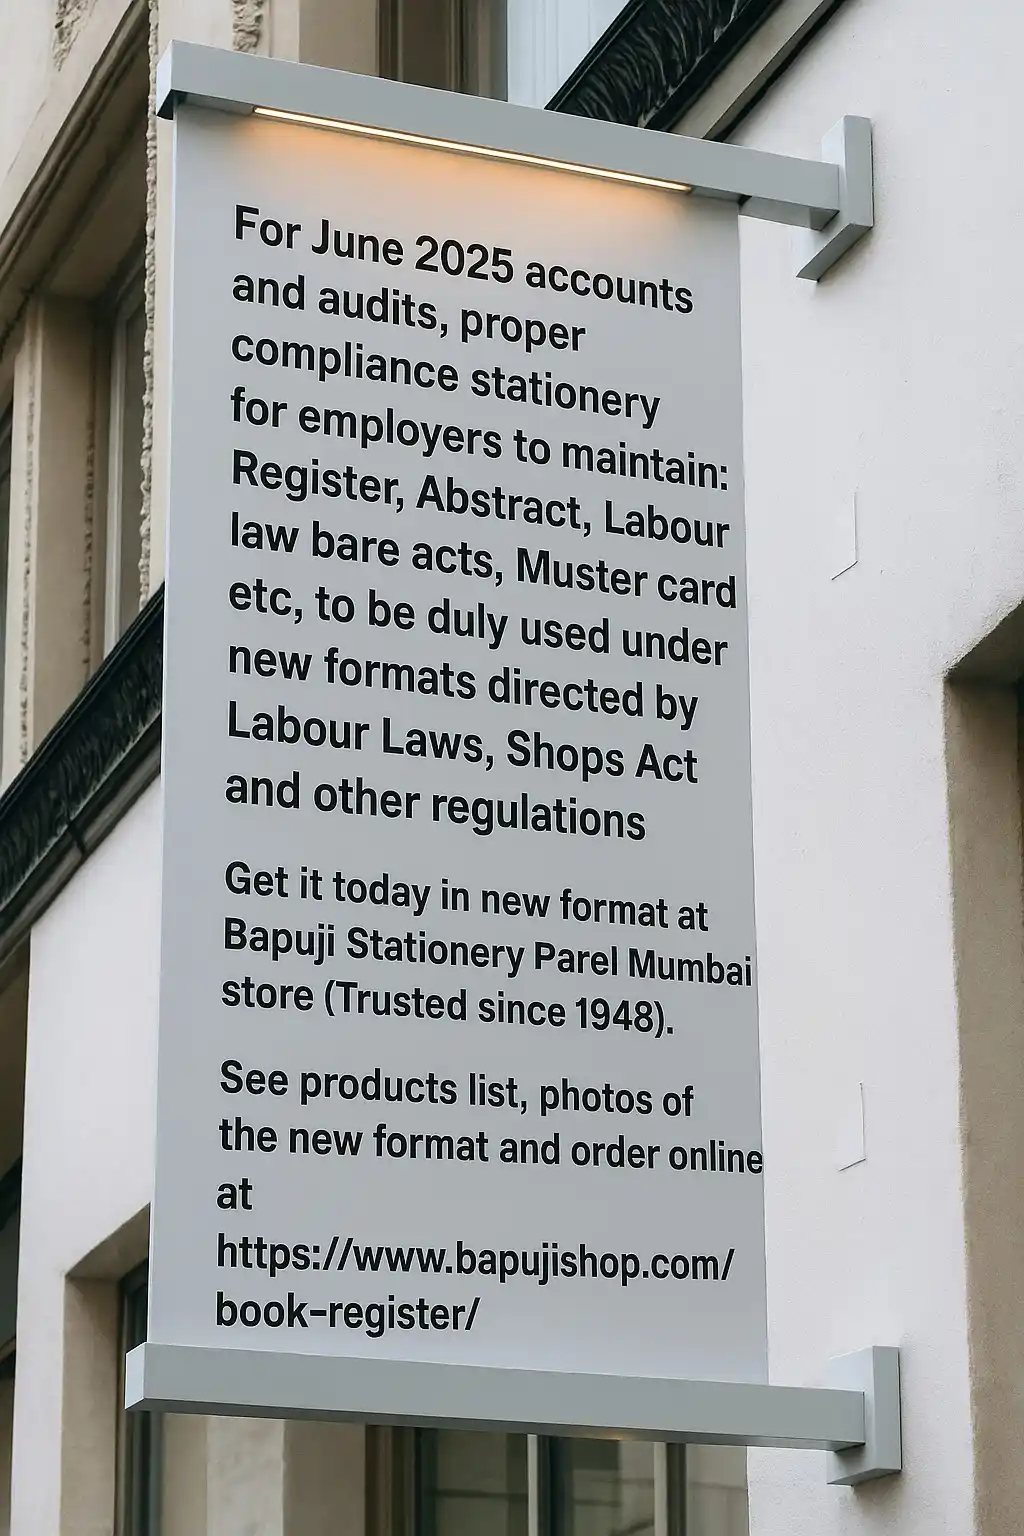 For June 2025 accounts
and audits, proper
compliance stationery
for employers to maintain:
Register, Abstract, Labour
law bare acts, Muster card
etc, to be duly used under
new formats directed by
Labour Laws, Shops Act
and other regulations
Get it today in new format at
Bapuji Stationery Parel Mumbai
store (Trusted since 1948).
See products list, photos of
the new format and order online
at
https://www.bapujishop.com/
book-register/